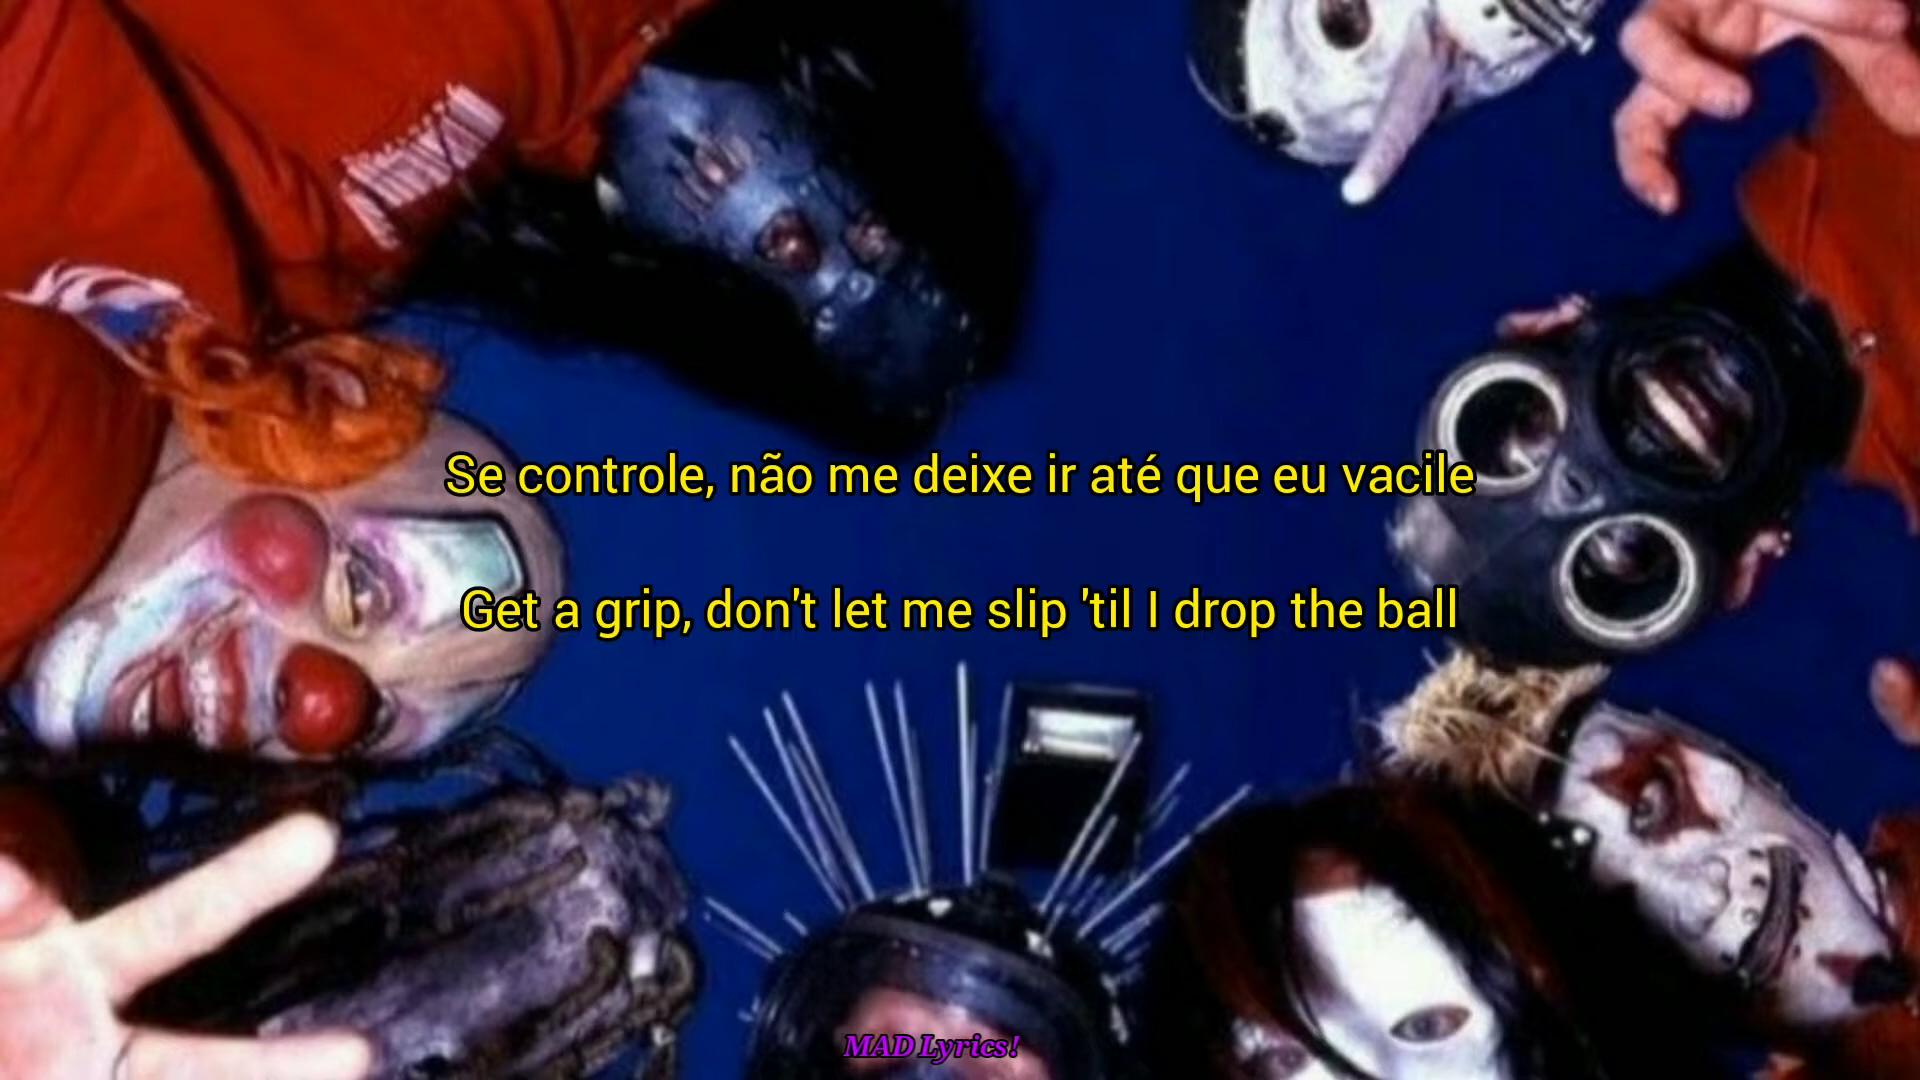 Se controle, não me deixe ir até que eu vacile
Get a grip, don't let me slip 'til I drop the ball
MAD Lyrics!